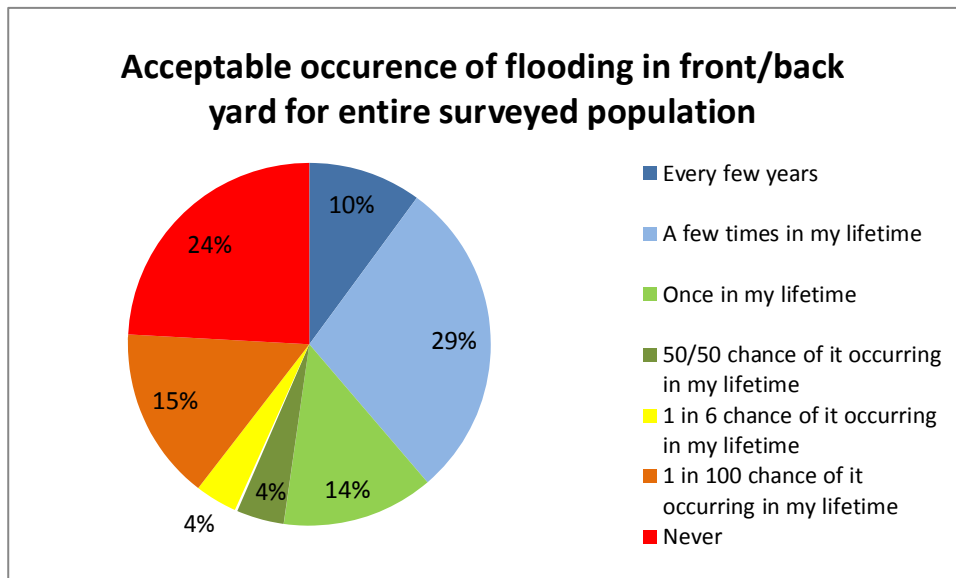 Acceptable occurence of flooding in front/back
yard for entire surveyed population
10%
29%
14%
4%
4%
15%
24%
Every few years
A few times in my lifetime
Once in my lifetime
50/50 chance of it occurring
in my lifetime
1 in 6 chance of it occurring
in my lifetime
1 in 100 chance of it
occurring in my lifetime
Never